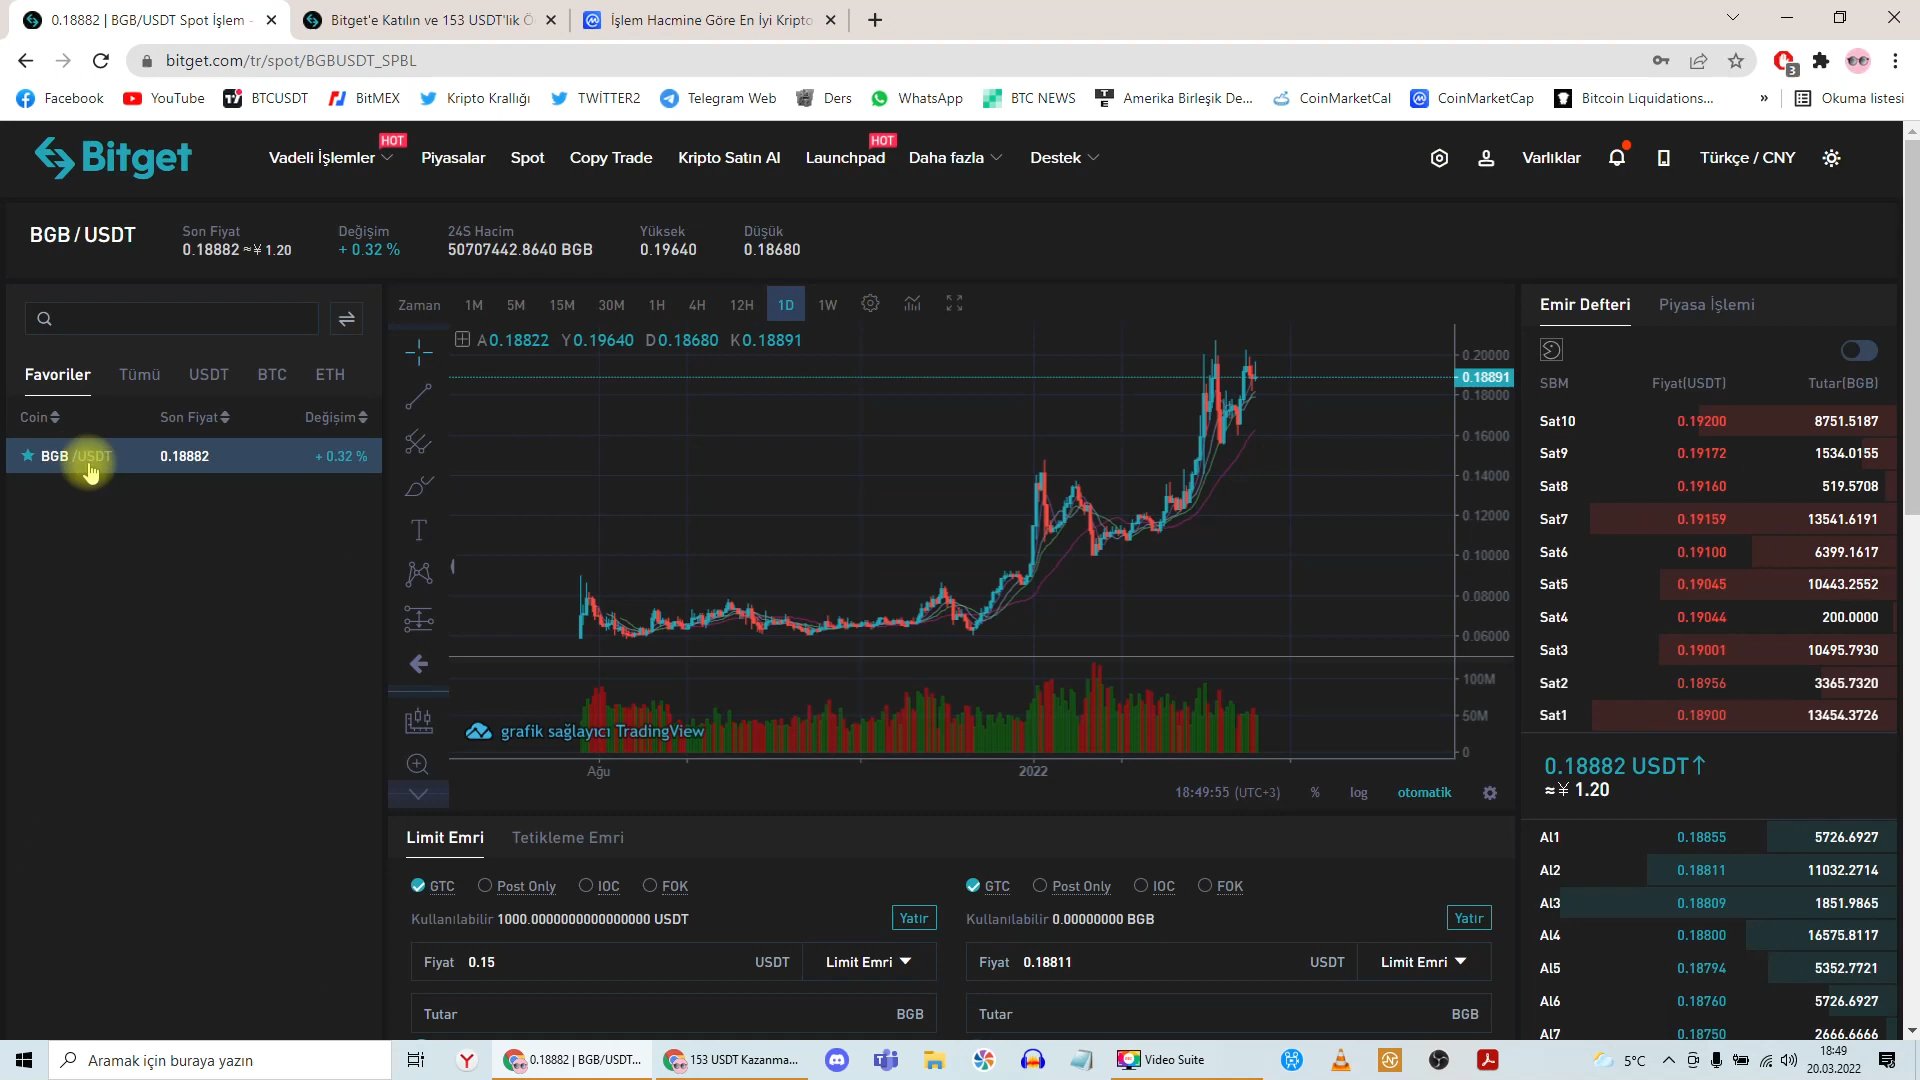 0.18882 | BGB/USDT Spot İşlem -
Bitget'e Katılın ve 153 USDT'lik Ö
İşlem Hacmine Göre En İyi Kripto
bitget.com/tr/spot/BGBUSDT_SPBL
3
Facebook YouTube BTCUSDT BitMEX Kripto Krallığı TWİTTER2 Telegram Web Ders WhatsApp BTC NEWS Amerika Birleşik De... CoinMarketCal CoinMarketCap Bitcoin Liquidations... » Okuma listesi
Bitget
Vadeli İşlemler HOT Piyasalar Spot Copy Trade Kripto Satın Al Launchpad HOT Daha fazla Destek Varlıklar Türkçe / CNY
BGB / USDT
Son Fiyat Değişim 24S Hacim Yüksek Düşük
0.18882 ≈¥ 1.20 + 0.32 % 50707442.8640 BGB 0.19640 0.18680
Favoriler Tümü USDT BTC ETH
Coin Son Fiyat Değişim
BGB /USDT 0.18882 + 0.32 %
Zaman 1M 5M 15M 30M 1H 4H 12H 1D 1W
A0.18822 Y0.19640 D0.18680 K0.18891
0.20000
0.18891
0.18000
0.16000
0.14000
0.12000
0.10000
0.08000
0.06000
100M
50M
0
grafik sağlayıcı TradingView
Ağu 2022
18:49:55 (UTC+3) % log otomatik
Limit Emri Tetikleme Emri
GTC Post Only IOC FOK
Kullanılabilir 1000.0000000000000000 USDT Yatır
Fiyat 0.15 USDT Limit Emri
Tutar BGB
GTC Post Only IOC FOK
Kullanılabilir 0.00000000 BGB Yatır
Fiyat 0.18811 USDT Limit Emri
Tutar BGB
Emir Defteri Piyasa İşlemi
SBM Fiyat(USDT) Tutar(BGB)
Sat10 0.19200 8751.5187
Sat9 0.19172 1534.0155
Sat8 0.19160 519.5708
Sat7 0.19159 13541.6191
Sat6 0.19100 6399.1617
Sat5 0.19045 10443.2552
Sat4 0.19044 200.0000
Sat3 0.19001 10495.7930
Sat2 0.18956 3365.7320
Sat1 0.18900 13454.3726
0.18882 USDT↑
≈¥ 1.20
Al1 0.18855 5726.6927
Al2 0.18811 11032.2714
Al3 0.18809 1851.9865
Al4 0.18800 16575.8117
Al5 0.18794 5352.7721
Al6 0.18760 5726.6927
Al7 0.18750 2666.6666
Aramak için buraya yazın
0.18882 | BGB/USDT...
153 USDT Kazanma...
Video Suite
5°C
18:49
20.03.2022